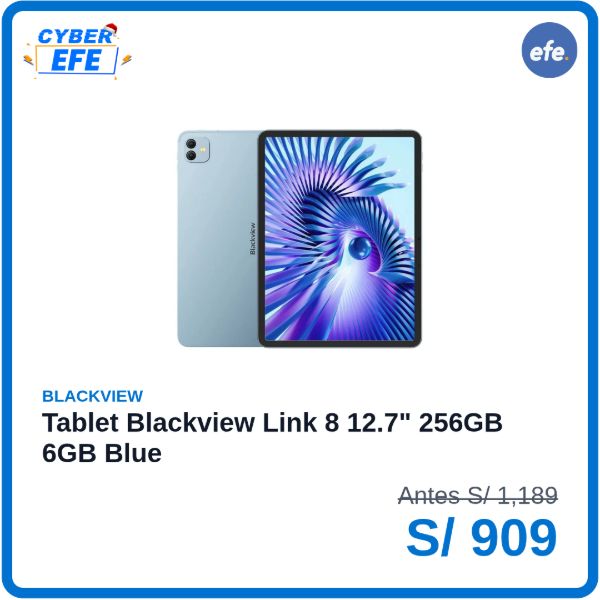 CYBER
EFE
efe.
Blackview
BLACKVIEW
Tablet Blackview Link 8 12.7" 256GB
6GB Blue
Antes S/ 1,189
S/ 909